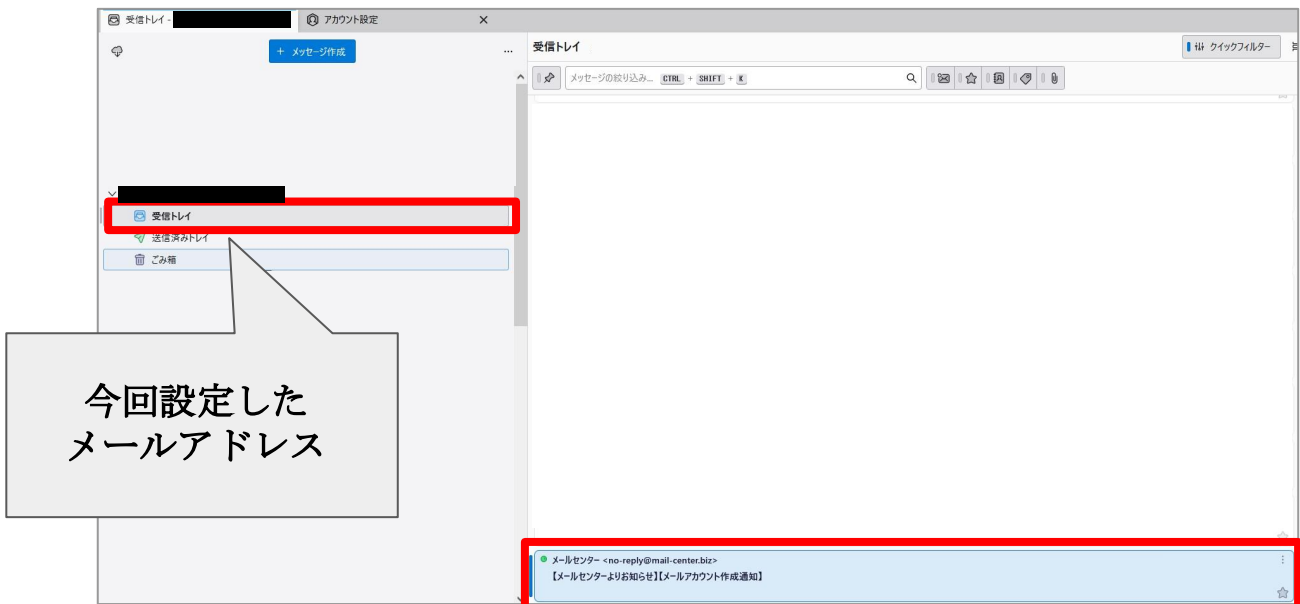 受信トレイ -
アカウント設定
+ メッセージ作成
受信トレイ
クイックフィルター
メッセージの絞り込み... CTRL + SHIFT + K
受信トレイ
送信済みトレイ
ごみ箱
今回設定した
メールアドレス
メールセンター <no-reply@mail-center.biz>
【メールセンターよりお知らせ】【メールアカウント作成通知】